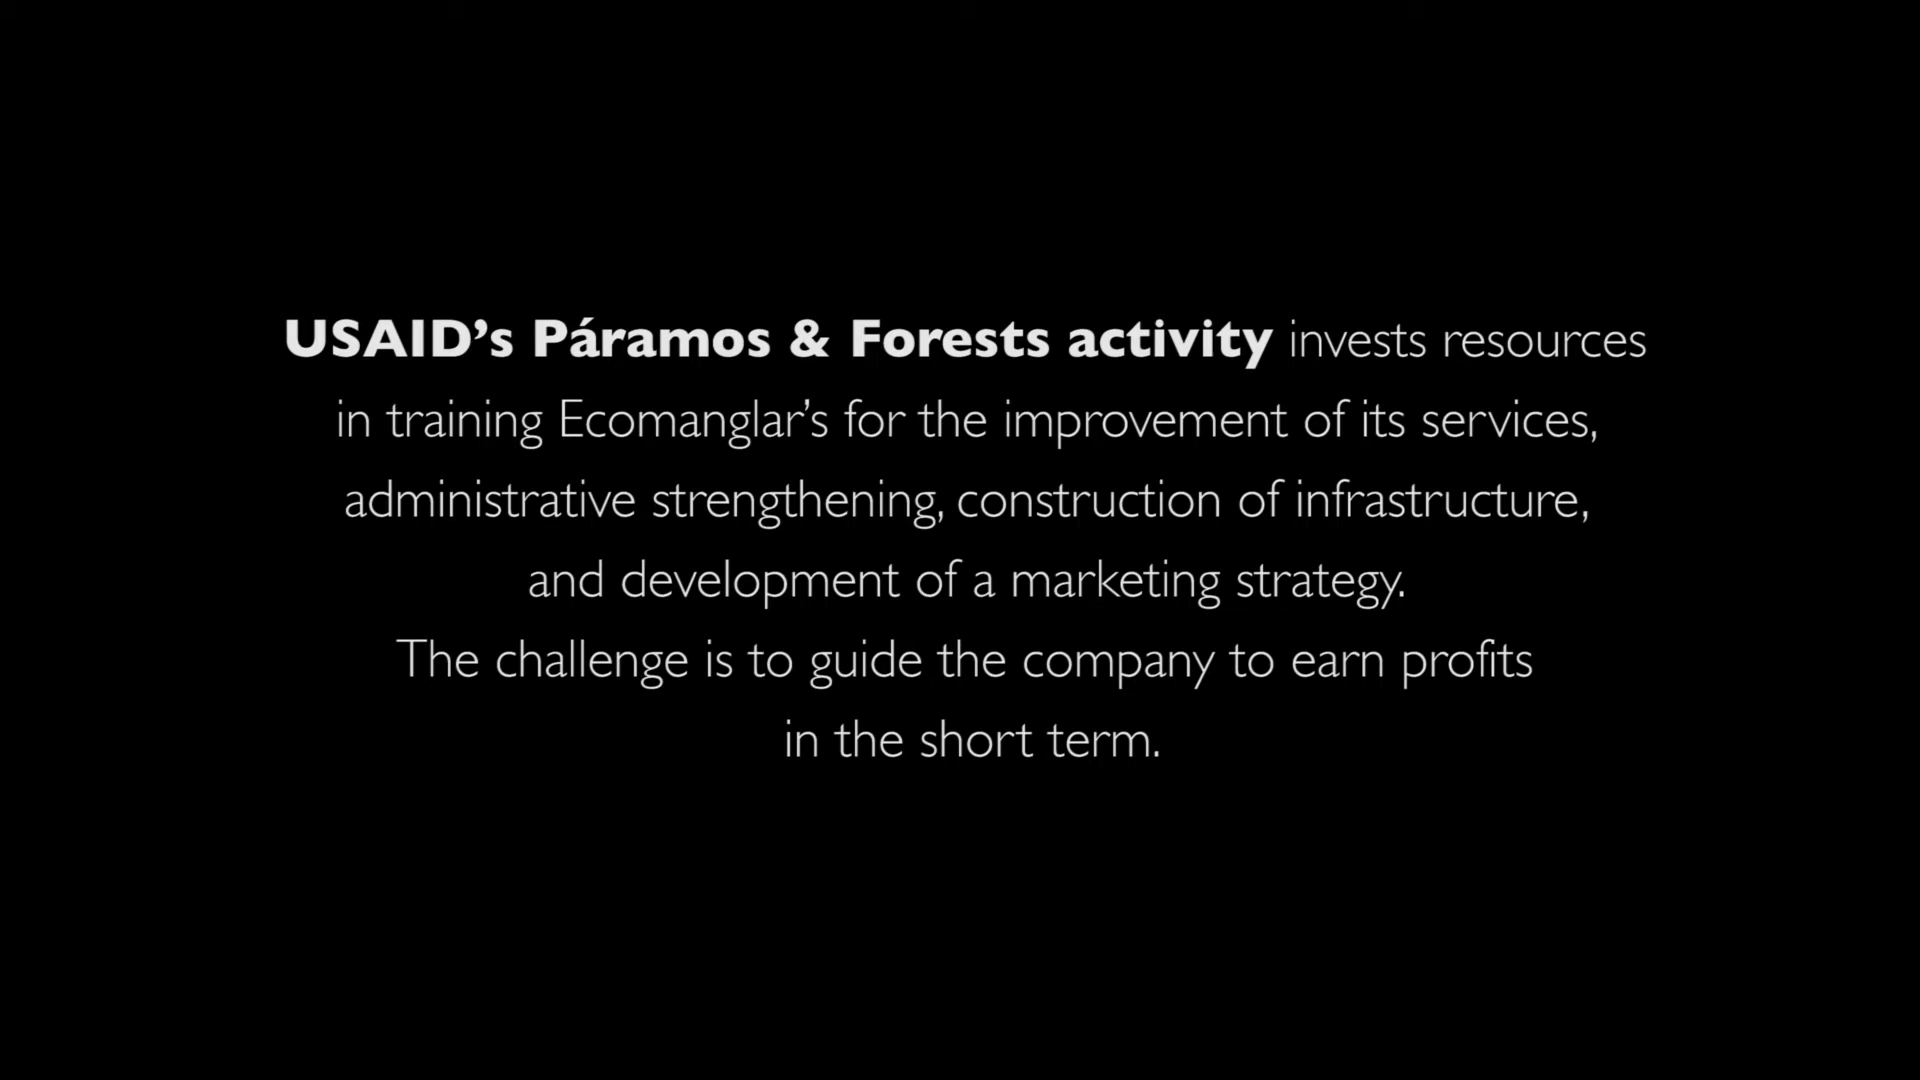 USAID’s Páramos & Forests activity invests resources
in training Ecomanglar’s for the improvement of its services,
administrative strengthening, construction of infrastructure,
and development of a marketing strategy.
The challenge is to guide the company to earn profits
in the short term.